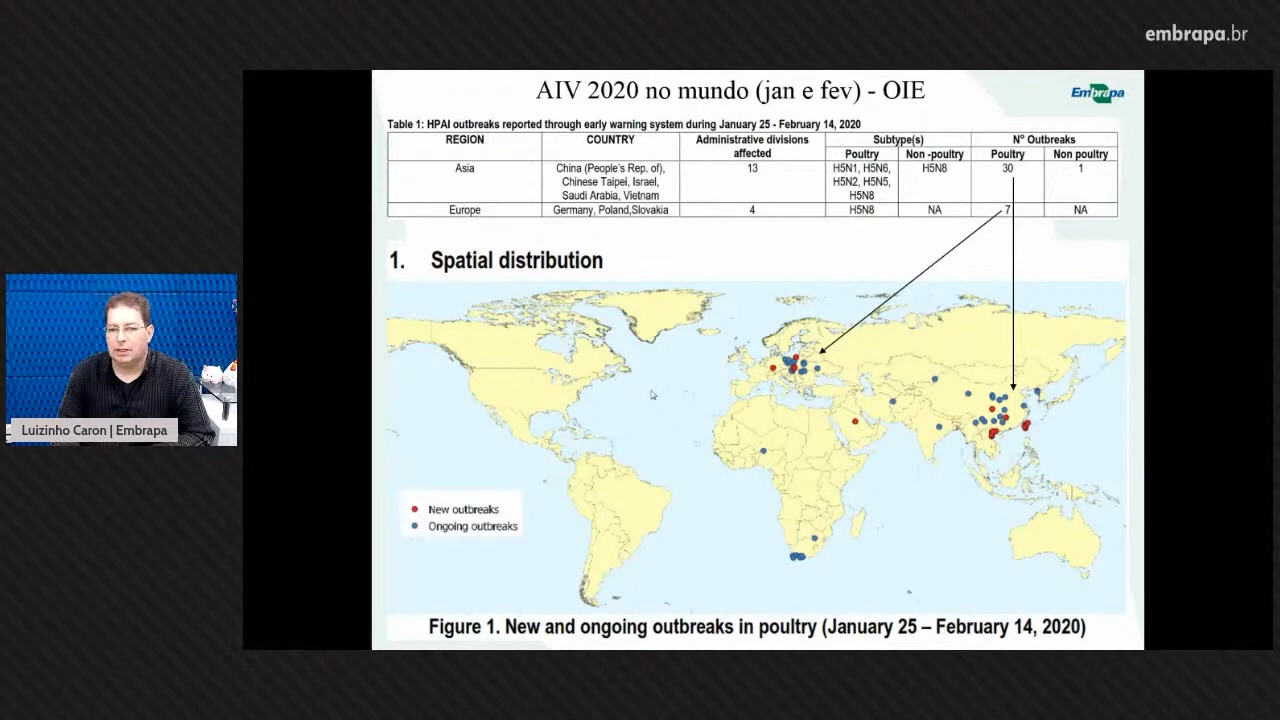 embrapa.br
AIV 2020 no mundo (jan e fev) - OIE
Embrapa
Table 1: HPAI outbreaks reported through early warning system during January 25 - February 14, 2020
REGION COUNTRY Administrative divisions affected Subtype(s) N° Outbreaks
Poultry Non -poultry Poultry Non poultry
Asia China (People's Rep. of), Chinese Taipei, Israel, Saudi Arabia, Vietnam 13 H5N1, H5N6, H5N2, H5N5, H5N8 H5N8 30 1
Europe Germany, Poland,Slovakia 4 H5N8 NA 7 NA
1. Spatial distribution
New outbreaks
Ongoing outbreaks
Figure 1. New and ongoing outbreaks in poultry (January 25 – February 14, 2020)
Luizinho Caron | Embrapa